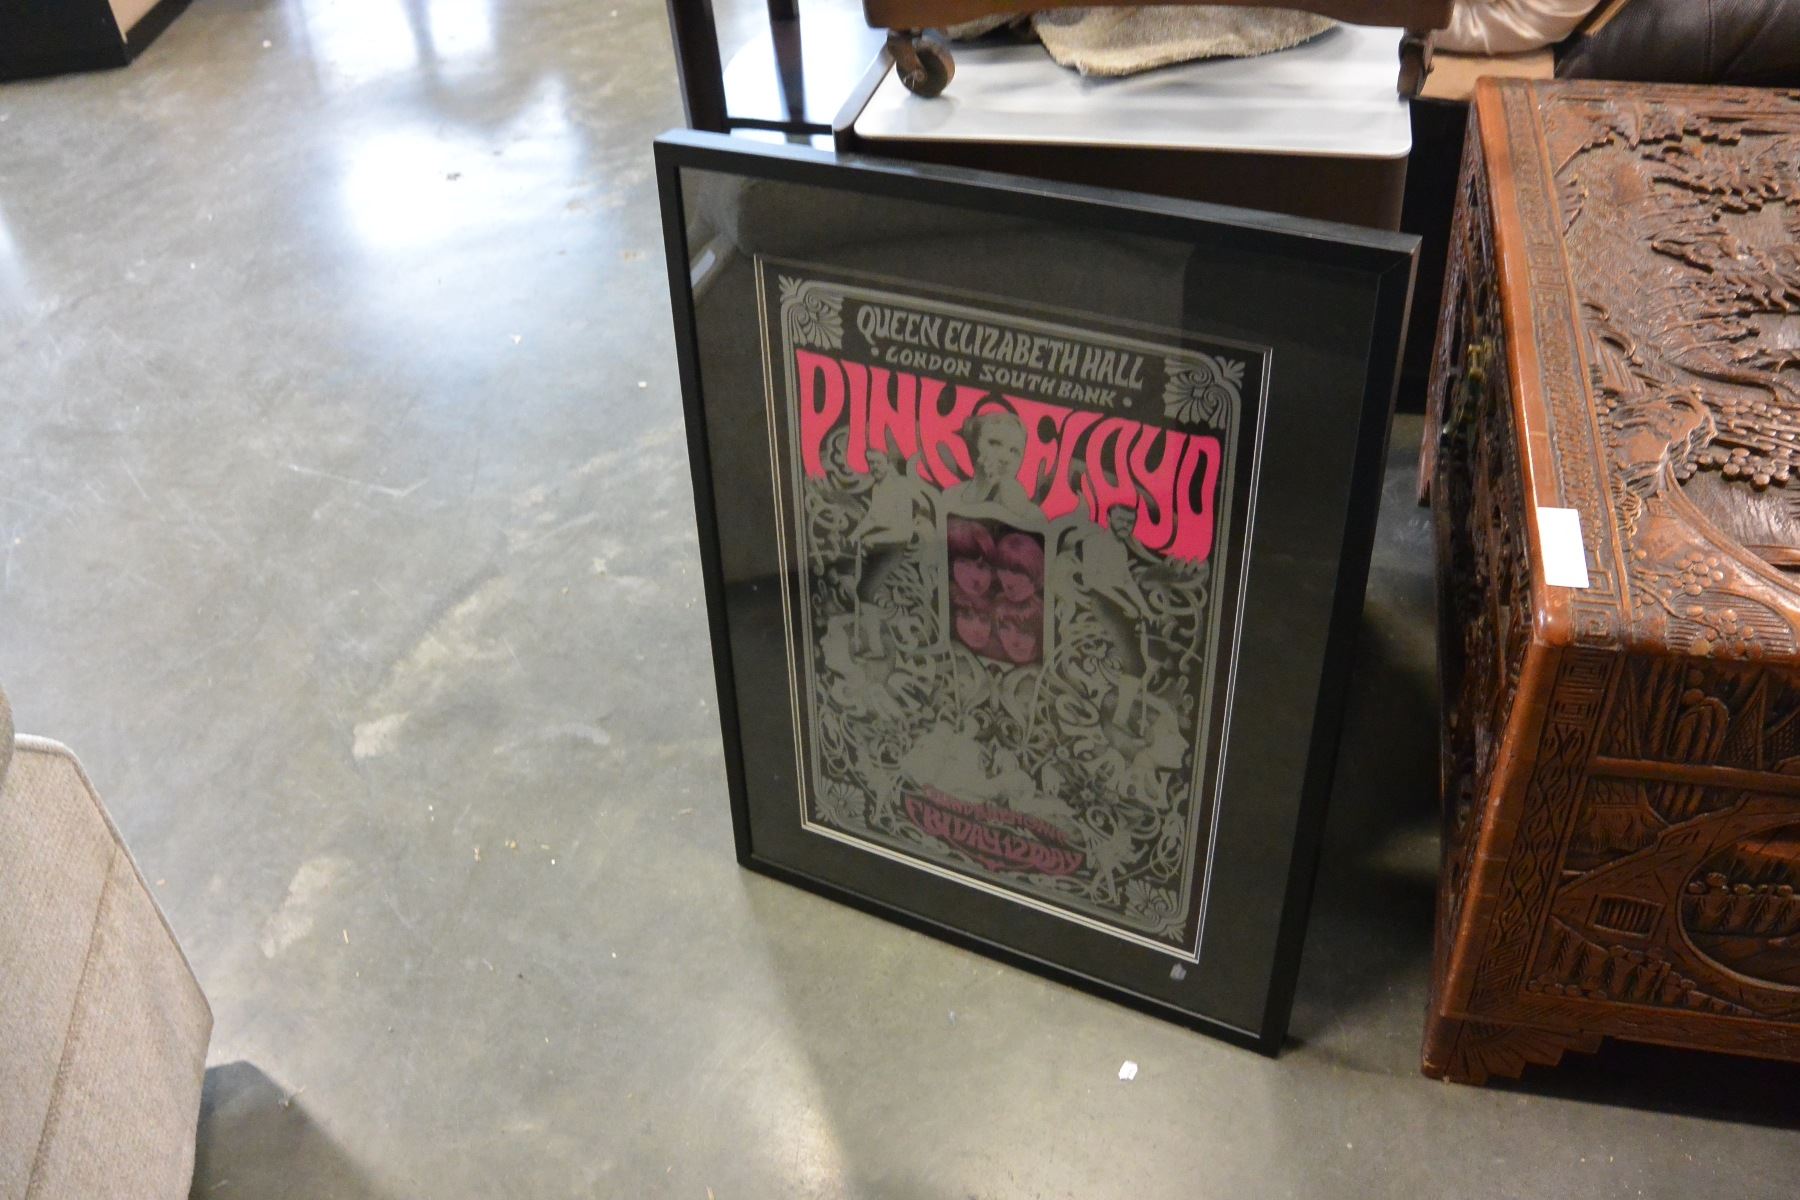 QUEEN ELIZABETH HALL
• LONDON SOUTH BANK •
PINK FLOYD
FRIDAY 12 MAY